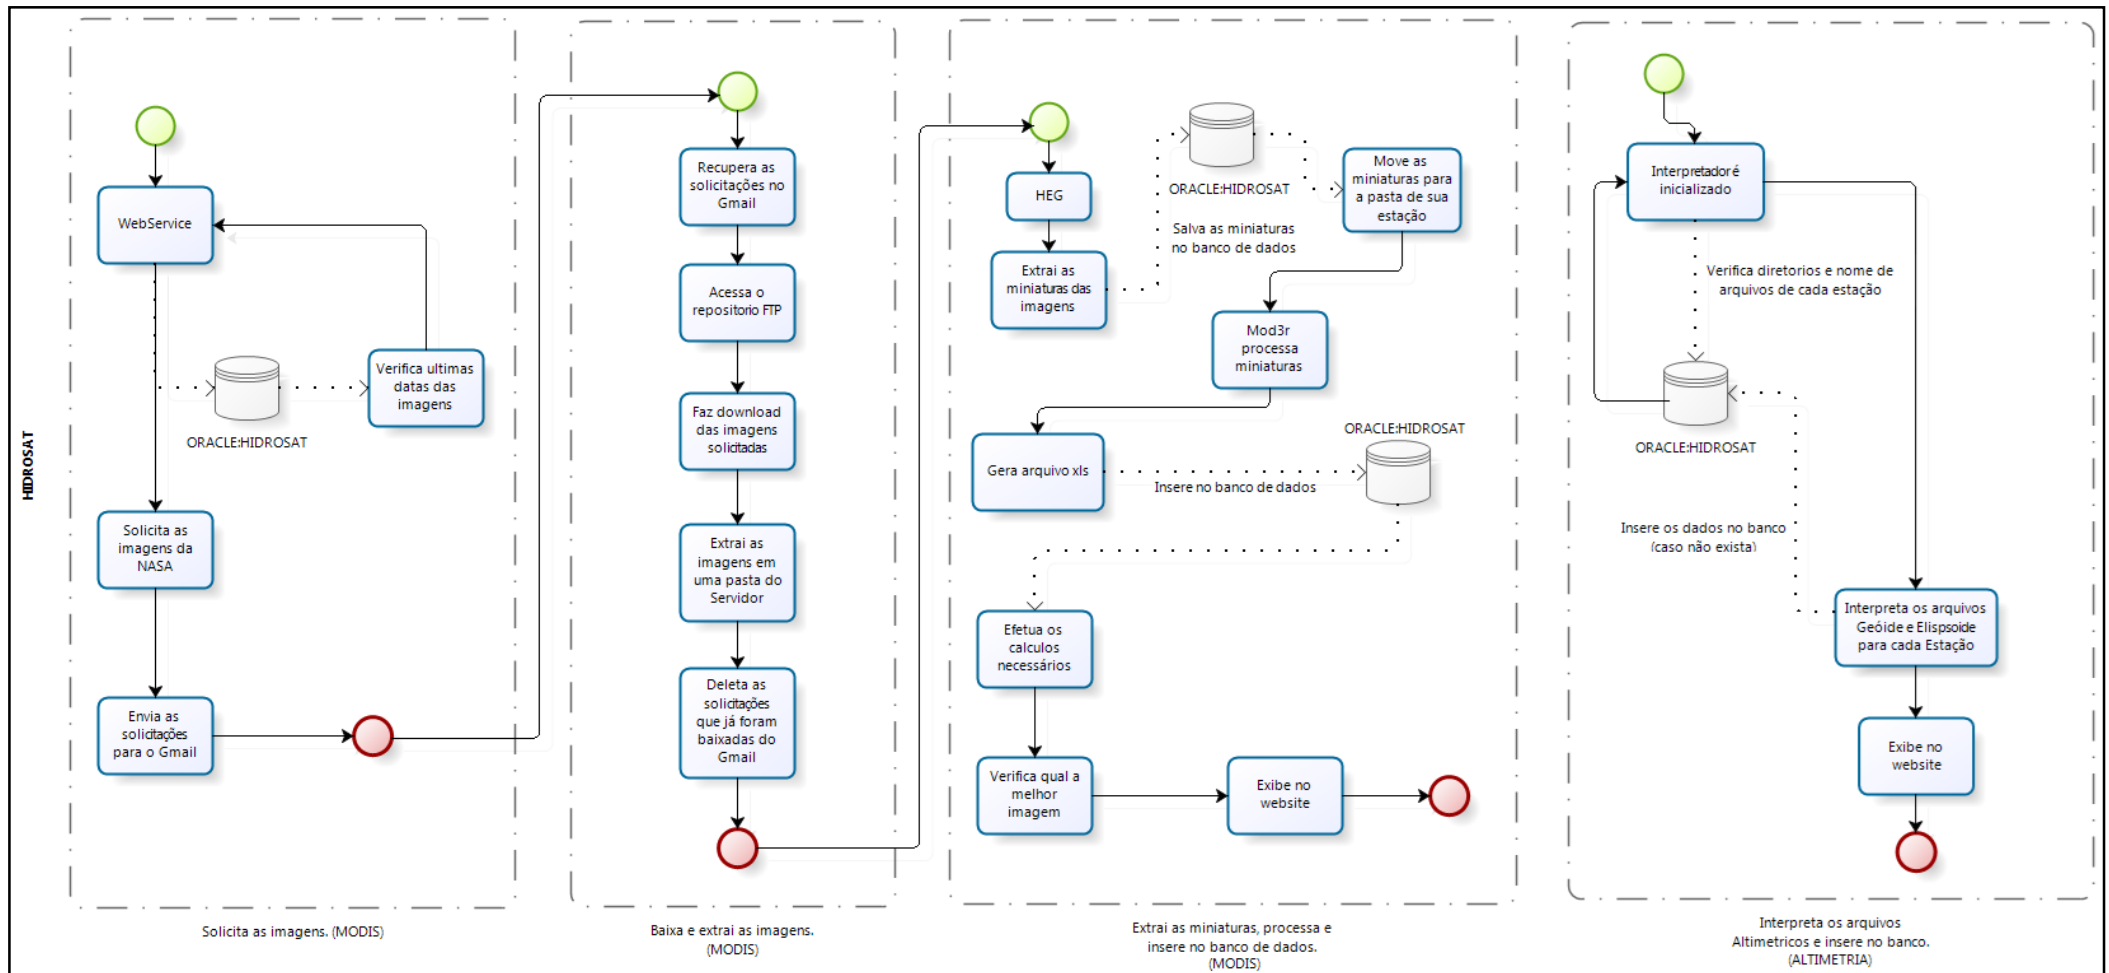 HIDROSAT
WebService
ORACLE:HIDROSAT
Verifica ultimas
datas das
imagens
Solicita as
imagens da
NASA
Envia as
solicitações
para o Gmail
Solicita as imagens. (MODIS)
Recupera as
solicitações no
Gmail
Acessa o
repositorio FTP
Faz download
das imagens
solicitadas
Extrai as
imagens em
uma pasta do
Servidor
Deleta as
solicitações
que já foram
baixadas do
Gmail
Baixa e extrai as imagens.
(MODIS)
HEG
Extrai as
miniaturas das
imagens
ORACLE:HIDROSAT
Salva as miniaturas
no banco de dados
Move as
miniaturas para
a pasta de sua
estação
Mod3r
processa
miniaturas
Gera arquivo xls
Insere no banco de dados
ORACLE:HIDROSAT
Efetua os
calculos
necessários
Verifica qual a
melhor
imagem
Exibe no
website
Extrai as miniaturas, processa e
insere no banco de dados.
(MODIS)
Interpretador é
inicializado
Verifica diretorios e nome de
arquivos de cada estação
ORACLE:HIDROSAT
Insere os dados no banco
(caso não exista)
Interpreta os arquivos
Geóide e Elispsoide
para cada Estação
Exibe no
website
Interpreta os arquivos
Altimetricos e insere no banco.
(ALTIMETRIA)